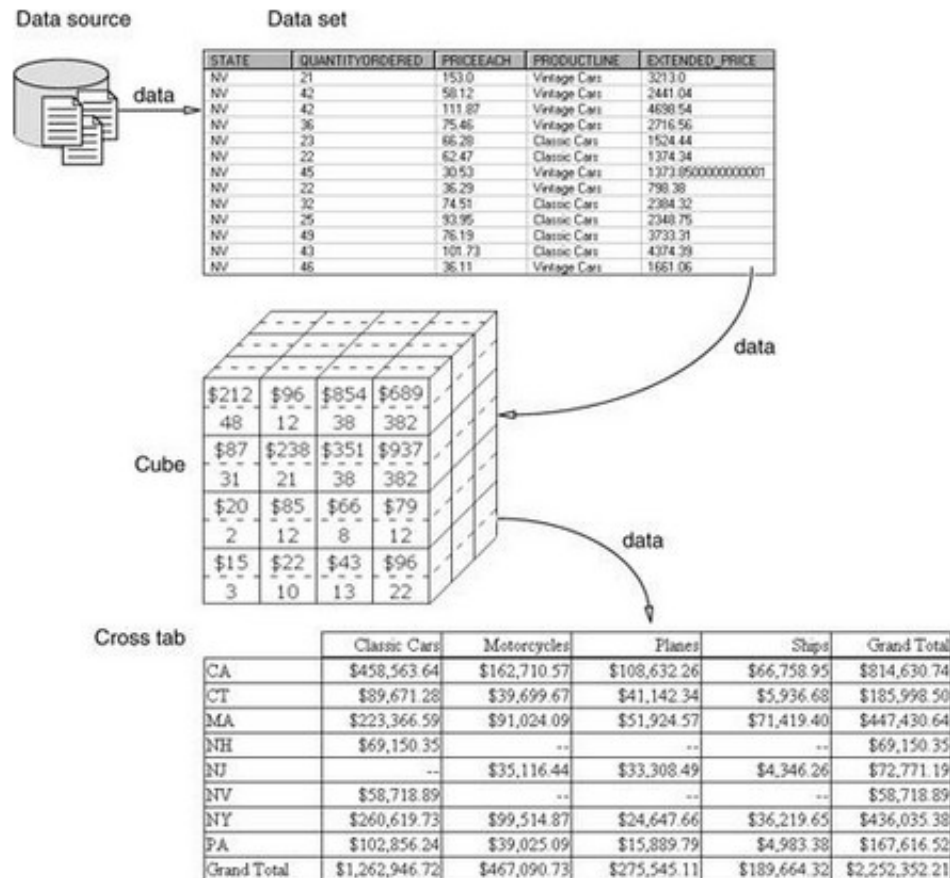 Data source
Data set
data
STATE QUANTITYORDERED PRICEEACH PRODUCTLINE EXTENDED_PRICE
NV 21 153.0 Vintage Cars 3213.0
NV 42 58.12 Vintage Cars 2441.04
NV 42 111.87 Vintage Cars 4698.54
NV 36 75.46 Vintage Cars 2716.56
NV 23 66.28 Classic Cars 1524.44
NV 22 62.47 Classic Cars 1374.34
NV 45 30.53 Vintage Cars 1373.8500000000001
NV 22 36.29 Vintage Cars 798.38
NV 32 74.51 Classic Cars 2384.32
NV 25 93.95 Classic Cars 2348.75
NV 49 76.19 Classic Cars 3733.31
NV 43 101.73 Classic Cars 4374.39
NV 46 36.11 Vintage Cars 1661.06
data
Cube
$212 $96 $854 $689
48 12 38 382
$87 $238 $351 $937
31 21 38 382
$20 $85 $66 $79
2 12 8 12
$15 $22 $43 $96
3 10 13 22
data
Cross tab
Classic Cars Motorcycles Planes Ships Grand Total
CA $458,563.64 $162,710.57 $108,632.26 $66,758.95 $814,630.74
CT $89,671.28 $39,699.67 $41,142.34 $5,936.68 $185,998.50
MA $223,366.59 $91,024.09 $51,924.57 $71,419.40 $447,430.64
NH $69,150.35 -- -- -- $69,150.35
NJ -- $35,116.44 $33,308.49 $4,346.26 $72,771.19
NV $58,718.89 -- -- -- $58,718.89
NY $260,619.73 $99,514.87 $24,647.66 $36,219.65 $436,035.38
PA $102,856.24 $39,025.09 $15,889.79 $4,983.38 $167,616.52
Grand Total $1,262,946.72 $467,090.73 $275,545.11 $189,664.32 $2,252,352.21